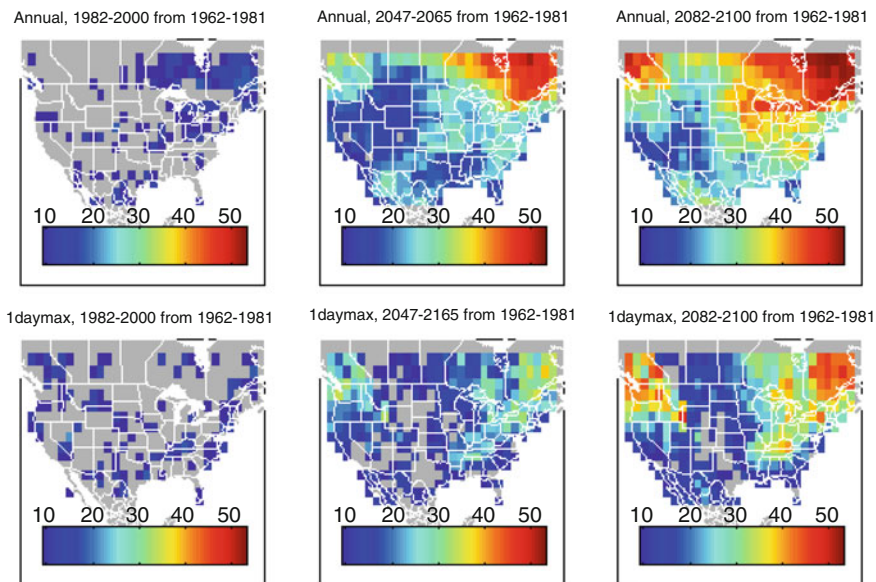 Annual, 1982-2000 from 1962-1981
Annual, 2047-2065 from 1962-1981
Annual, 2082-2100 from 1962-1981
10 20 30 40 50
10 20 30 40 50
10 20 30 40 50
1daymax, 1982-2000 from 1962-1981
1daymax, 2047-2165 from 1962-1981
1daymax, 2082-2100 from 1962-1981
10 20 30 40 50
10 20 30 40 50
10 20 30 40 50